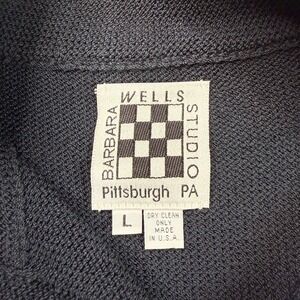 BARBARA
WELLS
STUDIO
Pittsburgh PA
L
DRY CLEAN
ONLY
MADE
IN U.S.A.